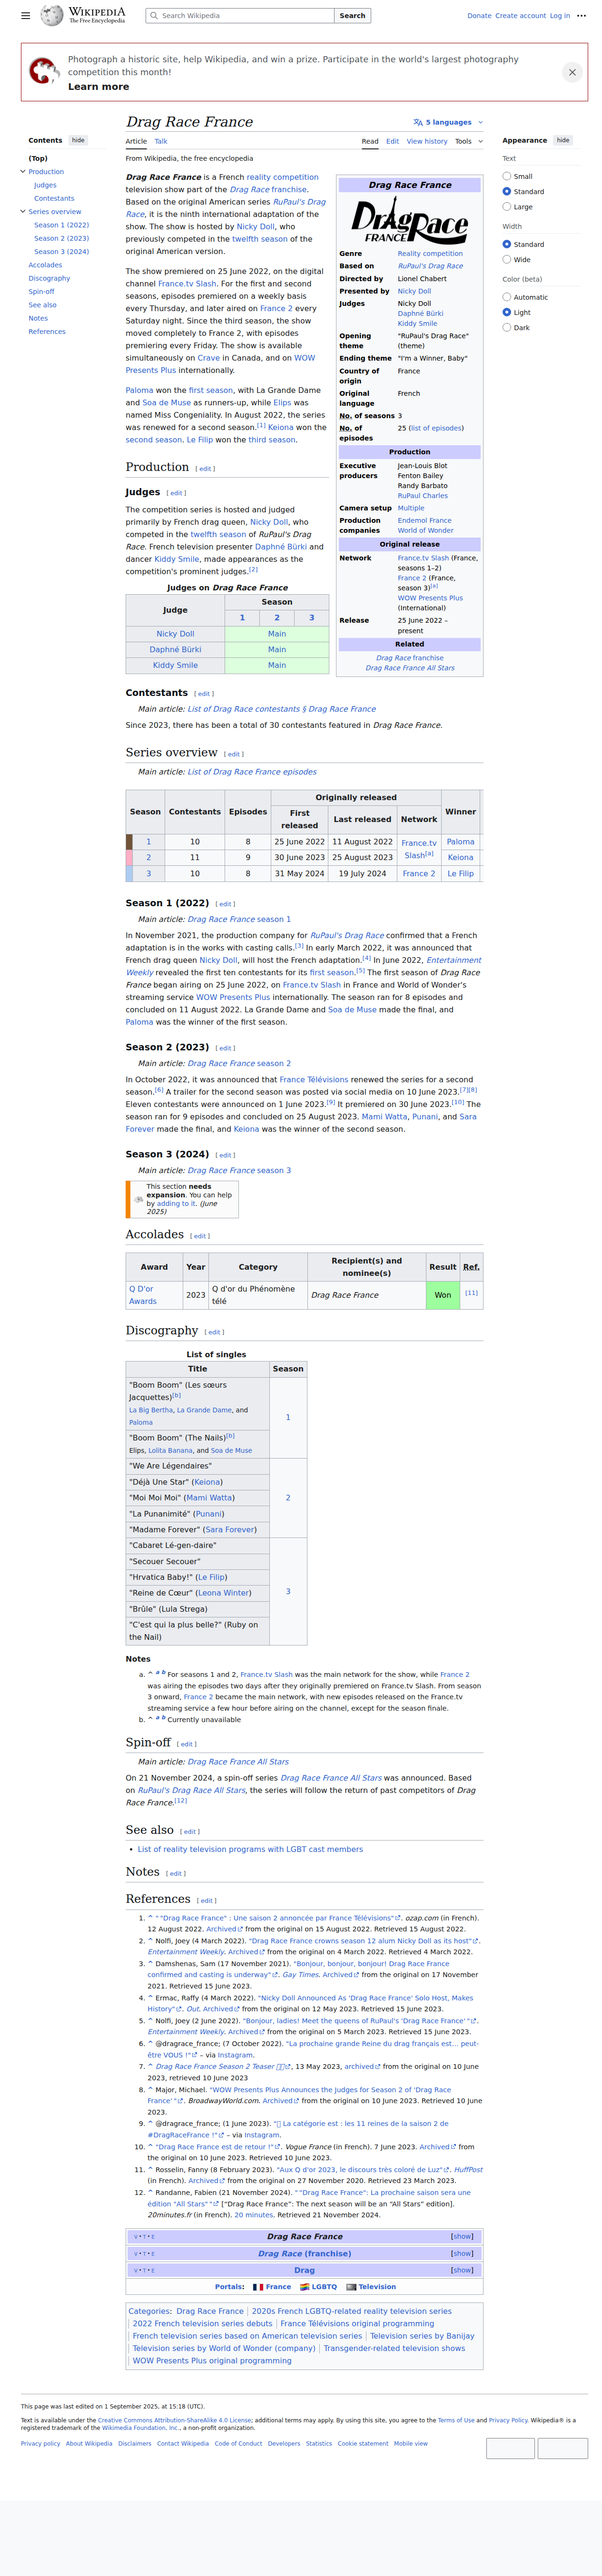 WIKIPEDIA
The Free Encyclopedia
Search Wikipedia
Search
Donate Create account Log in
Photograph a historic site, help Wikipedia, and win a prize. Participate in the world's largest photography
competition this month!
Learn more
Contents hide
(Top)
Production
Judges
Contestants
Series overview
Season 1 (2022)
Season 2 (2023)
Season 3 (2024)
Accolades
Discography
Spin-off
See also
Notes
References
Drag Race France
5 languages
Article Talk
Read Edit View history Tools
From Wikipedia, the free encyclopedia
Appearance hide
Text
Small
Standard
Large
Width
Standard
Wide
Color (beta)
Automatic
Light
Dark
Drag Race France is a French reality competition
television show part of the Drag Race franchise.
Based on the original American series RuPaul's Drag
Race, it is the ninth international adaptation of the
show. The show is hosted by Nicky Doll, who
previously competed in the twelfth season of the
original American version.
The show premiered on 25 June 2022, on the digital
channel France.tv Slash. For the first and second
seasons, episodes premiered on a weekly basis
every Thursday, and later aired on France 2 every
Saturday night. Since the third season, the show
moved completely to France 2, with episodes
premiering every Friday. The show is available
simultaneously on Crave in Canada, and on WOW
Presents Plus internationally.
Paloma won the first season, with La Grande Dame
and Soa de Muse as runners-up, while Elips was
named Miss Congeniality. In August 2022, the series
was renewed for a second season.[1] Keiona won the
second season. Le Filip won the third season.
Drag Race France
DRAG RACE
FRANCE
Genre Reality competition
Based on RuPaul's Drag Race
Directed by Lionel Chabert
Presented by Nicky Doll
Judges Nicky Doll
Daphné Bürki
Kiddy Smile
Opening theme "RuPaul's Drag Race" (theme)
Ending theme "I'm a Winner, Baby"
Country of origin France
Original language French
No. of seasons 3
No. of episodes 25 (list of episodes)
Production
Executive producers Jean-Louis Blot
Fenton Bailey
Randy Barbato
RuPaul Charles
Camera setup Multiple
Production companies Endemol France
World of Wonder
Original release
Network France.tv Slash (France,
seasons 1–2)
France 2 (France,
season 3)[a]
WOW Presents Plus
(International)
Release 25 June 2022 –
present
Related
Drag Race franchise
Drag Race France All Stars
Production [ edit ]
Judges [ edit ]
The competition series is hosted and judged
primarily by French drag queen, Nicky Doll, who
competed in the twelfth season of RuPaul's Drag
Race. French television presenter Daphné Bürki and
dancer Kiddy Smile, made appearances as the
competition's prominent judges.[2]
Judges on Drag Race France
Judge Season
1 2 3
Nicky Doll Main
Daphné Bürki Main
Kiddy Smile Main
Contestants [ edit ]
Main article: List of Drag Race contestants § Drag Race France
Since 2023, there has been a total of 30 contestants featured in Drag Race France.
Series overview [ edit ]
Main article: List of Drag Race France episodes
Season Contestants Episodes Originally released Winner
First released Last released Network
1 10 8 25 June 2022 11 August 2022 France.tv Slash[a] Paloma
2 11 9 30 June 2023 25 August 2023 Keiona
3 10 8 31 May 2024 19 July 2024 France 2 Le Filip
Season 1 (2022) [ edit ]
Main article: Drag Race France season 1
In November 2021, the production company for RuPaul's Drag Race confirmed that a French
adaptation is in the works with casting calls.[3] In early March 2022, it was announced that
French drag queen Nicky Doll, will host the French adaptation.[4] In June 2022, Entertainment
Weekly revealed the first ten contestants for its first season.[5] The first season of Drag Race
France began airing on 25 June 2022, on France.tv Slash in France and World of Wonder's
streaming service WOW Presents Plus internationally. The season ran for 8 episodes and
concluded on 11 August 2022. La Grande Dame and Soa de Muse made the final, and
Paloma was the winner of the first season.
Season 2 (2023) [ edit ]
Main article: Drag Race France season 2
In October 2022, it was announced that France Télévisions renewed the series for a second
season.[6] A trailer for the second season was posted via social media on 10 June 2023.[7][8]
Eleven contestants were announced on 1 June 2023.[9] It premiered on 30 June 2023.[10] The
season ran for 9 episodes and concluded on 25 August 2023. Mami Watta, Punani, and Sara
Forever made the final, and Keiona was the winner of the second season.
Season 3 (2024) [ edit ]
Main article: Drag Race France season 3
This section needs
expansion. You can help
by adding to it. (June
2025)
Accolades [ edit ]
Award Year Category Recipient(s) and nominee(s) Result Ref.
Q D'or Awards 2023 Q d'or du Phénomène télé Drag Race France Won [11]
Discography [ edit ]
List of singles
Title Season
"Boom Boom" (Les sœurs
Jacquettes)[b]
La Big Bertha, La Grande Dame, and
Paloma
1
"Boom Boom" (The Nails)[b]
Elips, Lolita Banana, and Soa de Muse
"We Are Légendaires"
"Déjà Une Star" (Keiona)
"Moi Moi Moi" (Mami Watta)
2
"La Punanimité" (Punani)
"Madame Forever" (Sara Forever)
"Cabaret Lé-gen-daire"
"Secouer Secouer"
"Hrvatica Baby!" (Le Filip)
"Reine de Cœur" (Leona Winter)
3
"Brûle" (Lula Strega)
"C'est qui la plus belle?" (Ruby on
the Nail)
Notes
a. ^ a b For seasons 1 and 2, France.tv Slash was the main network for the show, while France 2
was airing the episodes two days after they originally premiered on France.tv Slash. From season
3 onward, France 2 became the main network, with new episodes released on the France.tv
streaming service a few hour before airing on the channel, except for the season finale.
b. ^ a b Currently unavailable
Spin-off [ edit ]
Main article: Drag Race France All Stars
On 21 November 2024, a spin-off series Drag Race France All Stars was announced. Based
on RuPaul's Drag Race All Stars, the series will follow the return of past competitors of Drag
Race France.[12]
See also [ edit ]
• List of reality television programs with LGBT cast members
Notes [ edit ]
References [ edit ]
1. ^ " "Drag Race France" : Une saison 2 annoncée par France Télévisions". ozap.com (in French).
12 August 2022. Archived from the original on 15 August 2022. Retrieved 15 August 2022.
2. ^ Nolfi, Joey (4 March 2022). "Drag Race France crowns season 12 alum Nicky Doll as its host".
Entertainment Weekly. Archived from the original on 4 March 2022. Retrieved 4 March 2022.
3. ^ Damshenas, Sam (17 November 2021). "Bonjour, bonjour, bonjour! Drag Race France
confirmed and casting is underway". Gay Times. Archived from the original on 17 November
2021. Retrieved 15 June 2023.
4. ^ Ermac, Raffy (4 March 2022). "Nicky Doll Announced As 'Drag Race France' Solo Host, Makes
History". Out. Archived from the original on 12 May 2023. Retrieved 15 June 2023.
5. ^ Nolfi, Joey (2 June 2022). "Bonjour, ladies! Meet the queens of RuPaul's 'Drag Race France' ".
Entertainment Weekly. Archived from the original on 5 March 2023. Retrieved 15 June 2023.
6. ^ @dragrace_france; (7 October 2022). "La prochaine grande Reine du drag français est... peut-
être VOUS !" – via Instagram.
7. ^ Drag Race France Season 2 Teaser, 13 May 2023, archived from the original on 10 June
2023, retrieved 10 June 2023
8. ^ Major, Michael. "WOW Presents Plus Announces the Judges for Season 2 of 'Drag Race
France' ". BroadwayWorld.com. Archived from the original on 10 June 2023. Retrieved 10 June
2023.
9. ^ @dragrace_france; (1 June 2023). " La catégorie est : les 11 reines de la saison 2 de
#DragRaceFrance !" – via Instagram.
10. ^ "Drag Race France est de retour !". Vogue France (in French). 7 June 2023. Archived from
the original on 10 June 2023. Retrieved 10 June 2023.
11. ^ Rosselin, Fanny (8 February 2023). "Aux Q d'or 2023, le discours très coloré de Luz". HuffPost
(in French). Archived from the original on 27 November 2020. Retrieved 21 March 2023.
12. ^ Randanne, Fabien (21 November 2024). " "Drag Race France": La prochaine saison sera une
édition "All Stars" " ["Drag Race France": The next season will be an "All Stars" edition].
20minutes.fr (in French). 20 minutes. Retrieved 21 November 2024.
V·T·E Drag Race France [show]
V·T·E Drag Race (franchise) [show]
V·T·E Drag [show]
Portals: France LGBTQ Television
Categories: Drag Race France | 2020s French LGBTQ-related reality television series
| 2022 French television series debuts | France Télévisions original programming
| French television series based on American television series | Television series by Banijay
| Television series by World of Wonder (company) | Transgender-related television shows
| WOW Presents Plus original programming
This page was last edited on 1 September 2025, at 15:18 (UTC).
Text is available under the Creative Commons Attribution-ShareAlike 4.0 License; additional terms may apply. By using this site, you agree to the Terms of Use and Privacy Policy. Wikipedia® is a
registered trademark of the Wikimedia Foundation, Inc., a non-profit organization.
Privacy policy About Wikipedia Disclaimers Contact Wikipedia Code of Conduct Developers Statistics Cookie statement Mobile view